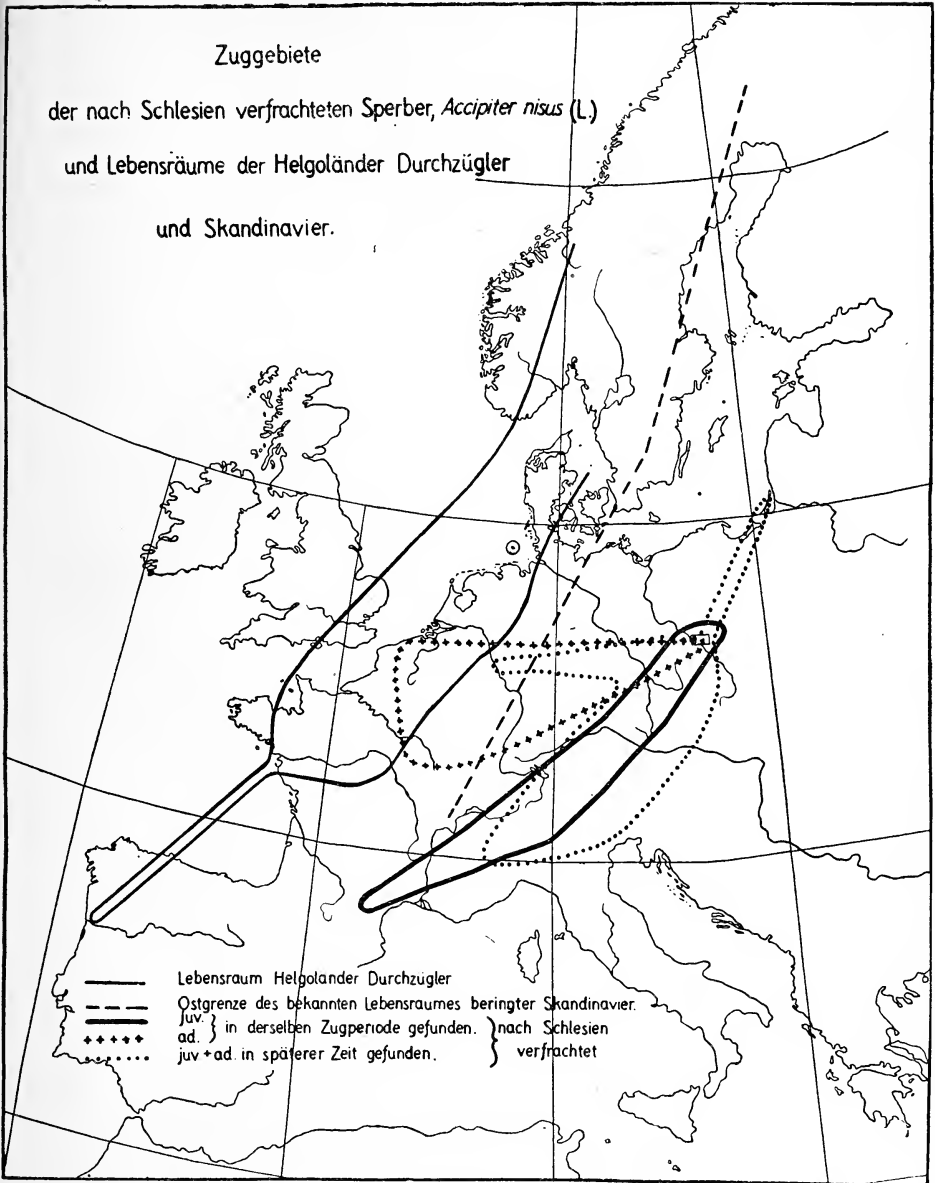 Zuggebiete
der nach Schlesien verfrachteten Sperber, Accipiter nisus (L.)
und Lebensräume der Helgoländer Durchzügler
und Skandinavier.
Lebensraum Helgolander Durchzügler
Ostgrenze des bekannten Lebensraumes beringter Skandinavier.
juv. } in derselben Zugperiode gefunden. } nach Schlesien
ad.
juv + ad. in späterer Zeit gefunden. verfrachtet